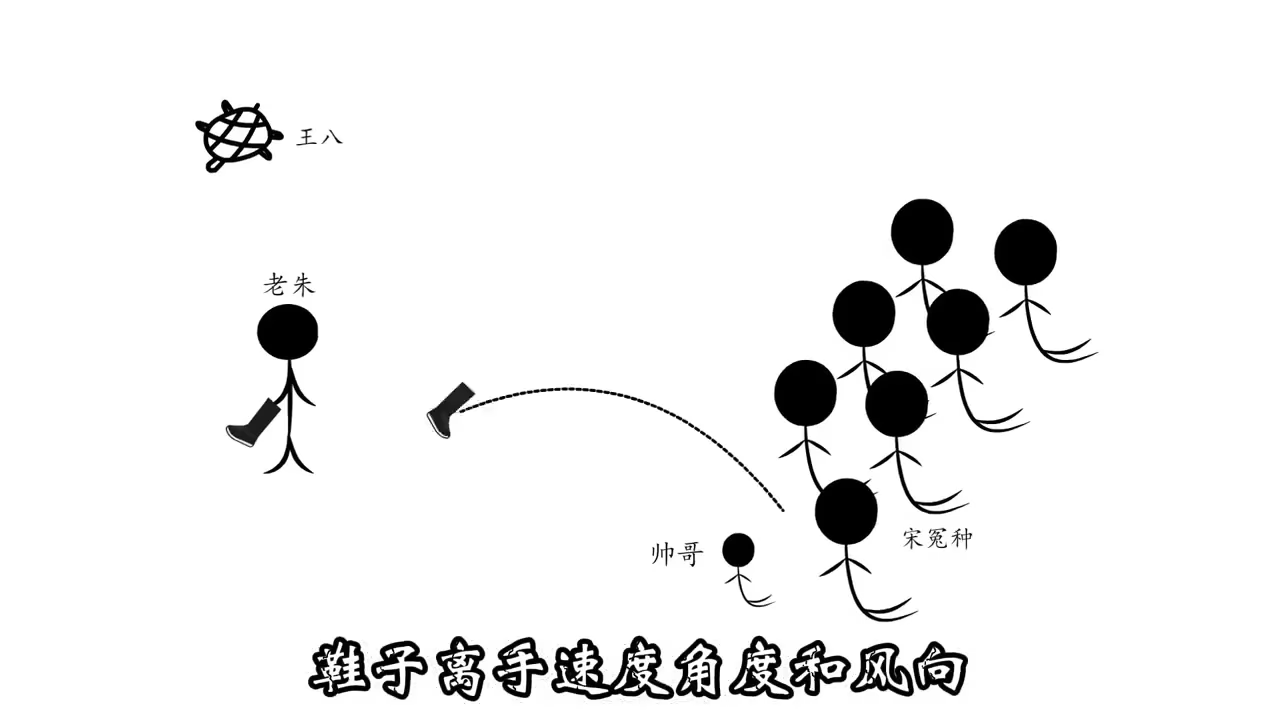 王八
老朱
宋冤种
帅哥
鞋子离手速度角度和风向